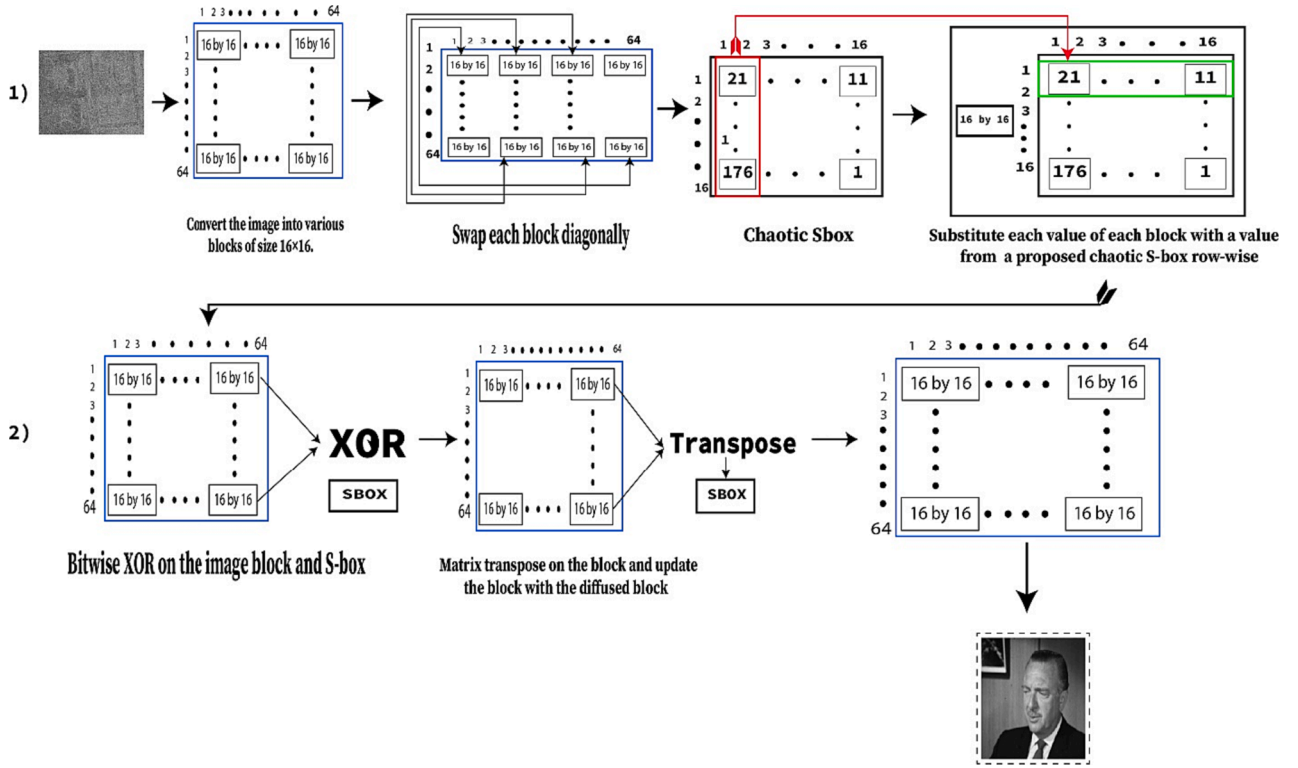 1)
1 2 3 64
1
2
3
64
16 by 16 16 by 16
16 by 16 16 by 16
Convert the image into various
blocks of size 16×16.
1 2 3 64
1
2
64
16 by 16 16 by 16 16 by 16 16 by 16
16 by 16 16 by 16 16 by 16 16 by 16
Swap each block diagonally
1 2 3 16
1
2
16
21 11
1
176 1
Chaotic Sbox
16 by 16
1 2 3 16
1
2
3
16
21 11
176 1
Substitute each value of each block with a value
from a proposed chaotic S-box row-wise
2)
1 2 3 64
1
2
3
64
16 by 16 16 by 16
16 by 16 16 by 16
XOR
SBOX
Bitwise XOR on the image block and S-box
1 2 3 64
1
2
3
64
16 by 16 16 by 16
16 by 16 16 by 16
Transpose
SBOX
Matrix transpose on the block and update
the block with the diffused block
1 2 3 64
1
2
3
64
16 by 16 16 by 16
16 by 16 16 by 16